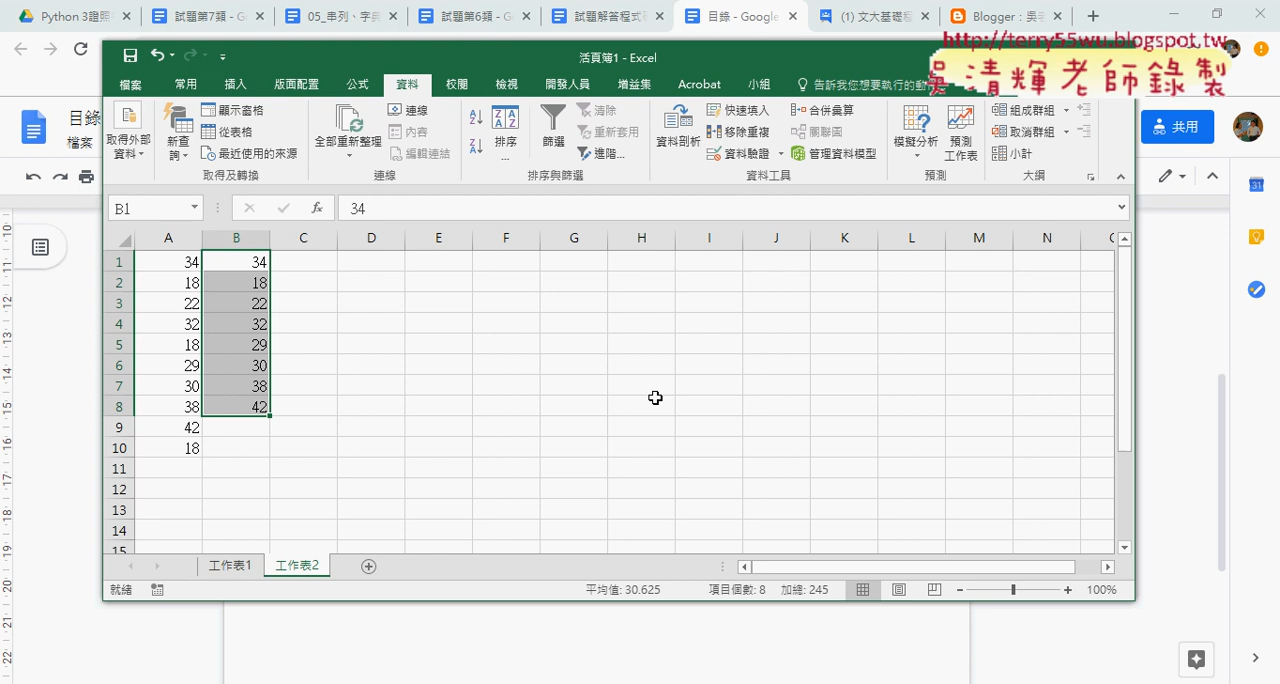 Python 3證照 試題第7類 - G 05_串列、字典 試題第6類 - G 試題解答程式 目錄 - Google (1) 文大基礎程 Blogger：吳老
http://terry55wu.blogspot.tw
吳清輝老師錄製
活頁簿1 - Excel
檔案 常用 插入 版面配置 公式 資料 校閱 檢視 開發人員 增益集 Acrobat 小組 告訴我您想要執行的動
目錄
檔案
共用
取得外部資料 新查詢 顯示窗格 從表格 最近使用的來源 取得及轉換
全部重新整理 連線 內容 編輯連結 連線
排序... 篩選 清除 重新套用 進階... 排序與篩選
資料剖析 快速填入 移除重複 資料驗證 合併彙算 關聯圖 管理資料模型 資料工具
模擬分析 預測工作表 預測
組成群組 取消群組 小計 大綱
B1 fx 34
A B C D E F G H I J K L M N
1 34 34
2 18 18
3 22 22
4 32 32
5 18 29
6 29 30
7 30 38
8 38 42
9 42
10 18
11
12
13
14
15
工作表1 工作表2
就緒 平均值: 30.625 項目個數: 8 加總: 245 100%